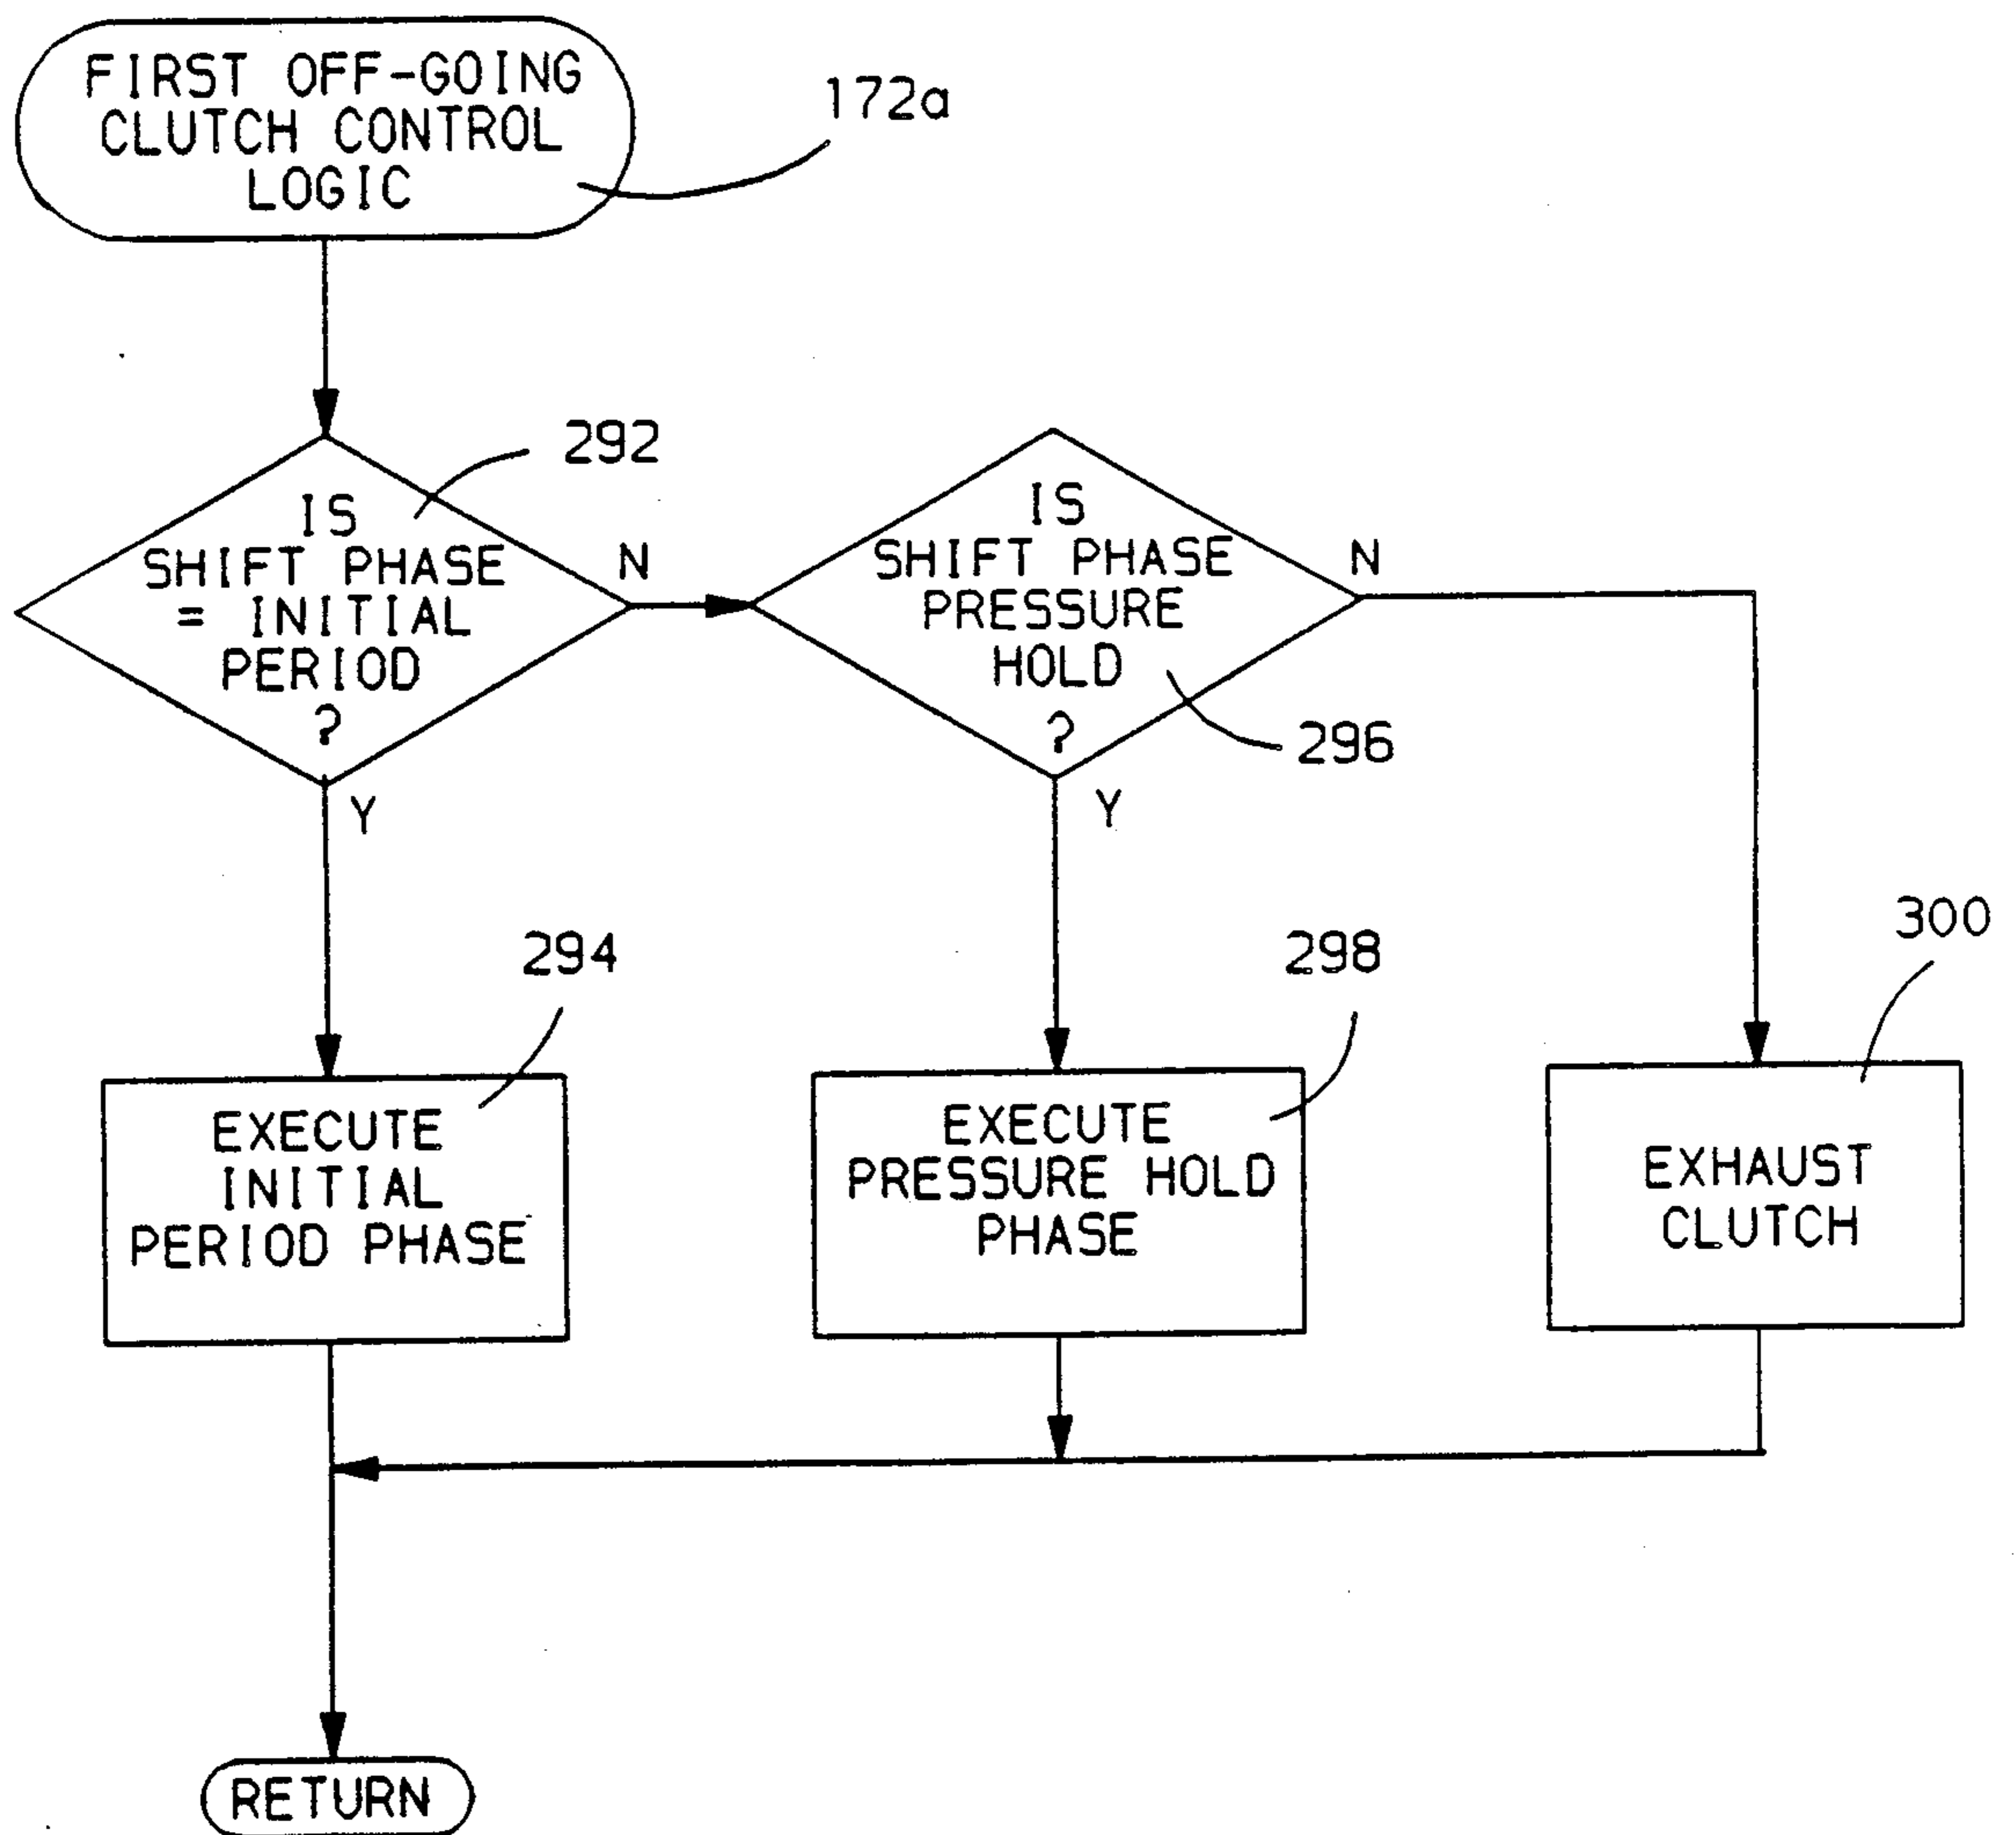 FIRST OFF-GOING
CLUTCH CONTROL
LOGIC
172a
292
IS
SHIFT PHASE
= INITIAL
PERIOD
?
N
Y
IS
SHIFT PHASE
PRESSURE
HOLD
?
N
296
Y
294
EXECUTE
INITIAL
PERIOD PHASE
298
EXECUTE
PRESSURE HOLD
PHASE
300
EXHAUST
CLUTCH
RETURN